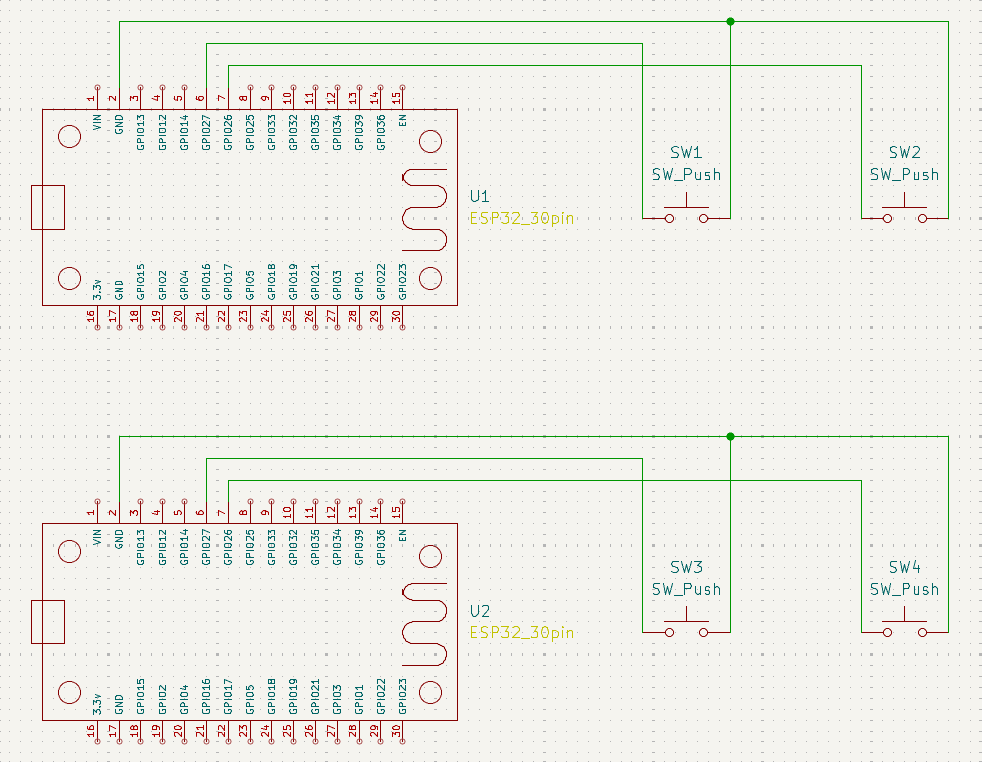 1 2 3 4 5 6 7 8 9 10 11 12 13 14 15
VIN GND GPIO13 GPIO12 GPIO14 GPIO27 GPIO26 GPIO25 GPIO33 GPIO32 GPIO35 GPIO34 GPIO39 GPIO36 EN
SW1
SW_Push
SW2
SW_Push
U1
ESP32_30pin
3.3v GND GPIO15 GPIO2 GPIO4 GPIO16 GPIO17 GPIO5 GPIO18 GPIO19 GPIO21 GPIO3 GPIO1 GPIO22 GPIO23
16 17 18 19 20 21 22 23 24 25 26 27 28 29 30
1 2 3 4 5 6 7 8 9 10 11 12 13 14 15
VIN GND GPIO13 GPIO12 GPIO14 GPIO27 GPIO26 GPIO25 GPIO33 GPIO32 GPIO35 GPIO34 GPIO39 GPIO36 EN
SW3
SW_Push
SW4
SW_Push
U2
ESP32_30pin
3.3v GND GPIO15 GPIO2 GPIO4 GPIO16 GPIO17 GPIO5 GPIO18 GPIO19 GPIO21 GPIO3 GPIO1 GPIO22 GPIO23
16 17 18 19 20 21 22 23 24 25 26 27 28 29 30